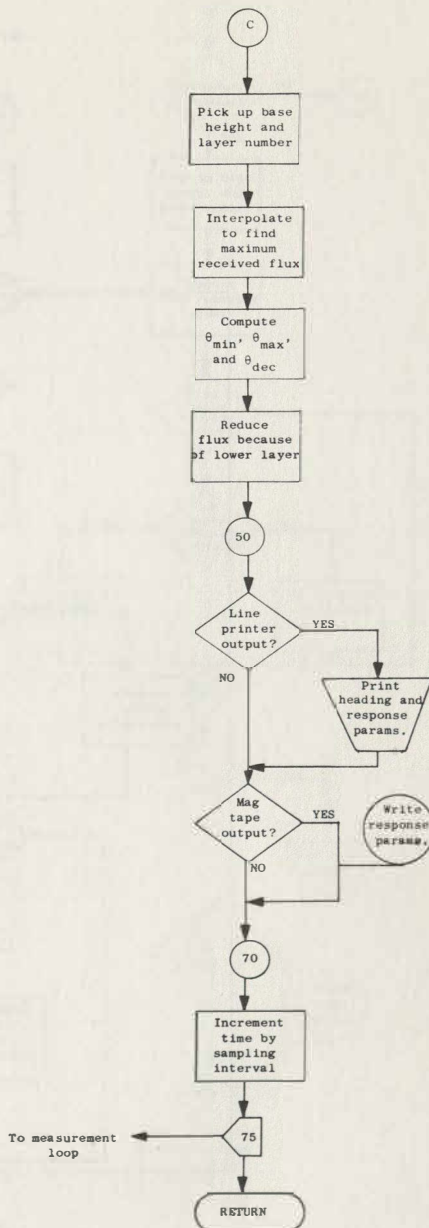 C
Pick up base
height and
layer number
Interpolate
to find
maximum
received flux
Compute
θmin, θmax,
and θdec
Reduce
flux because
of lower layer
50
Line
printer
output?
YES
NO
Print
heading and
response
params.
Mag
tape
output?
YES
NO
Write
response
params.
70
Increment
time by
sampling
interval
75
To measurement
loop
RETURN